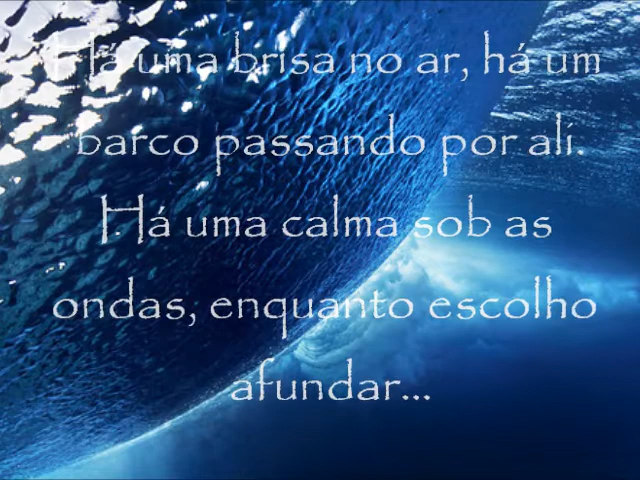 Há uma brisa no ar, há um
barco passando por ali.
Há uma calma sob as
ondas, enquanto escolho
afundar...